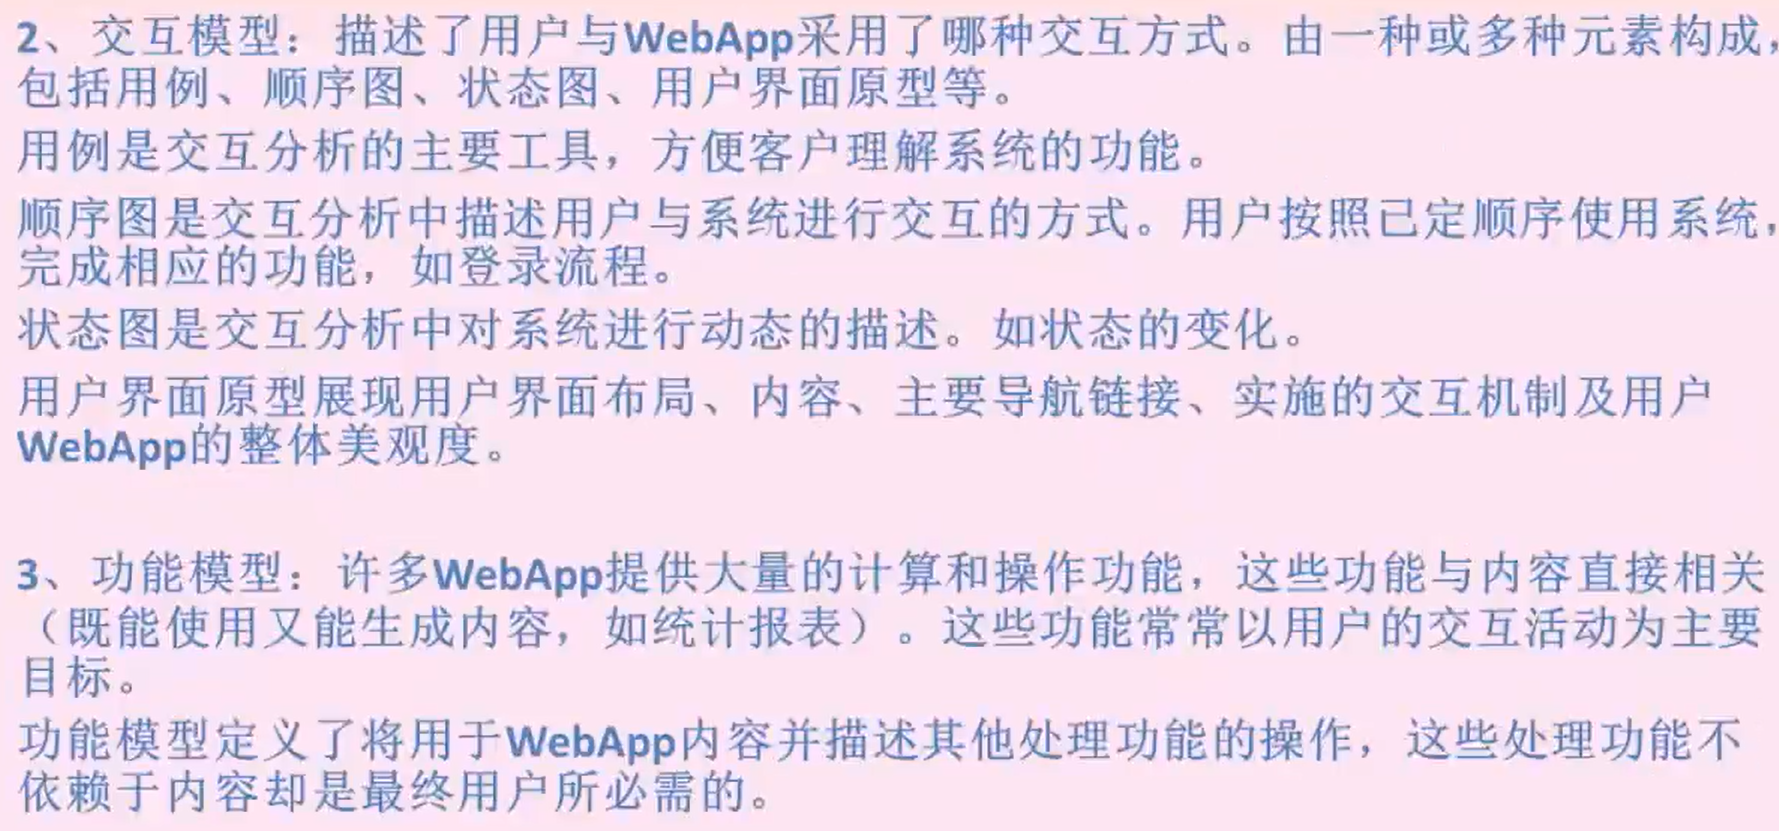 2、交互模型：描述了用户与WebApp采用了哪种交互方式。由一种或多种元素构成，
包括用例、顺序图、状态图、用户界面原型等。
用例是交互分析的主要工具，方便客户理解系统的功能。
顺序图是交互分析中描述用户与系统进行交互的方式。用户按照已定顺序使用系统，
完成相应的功能，如登录流程。
状态图是交互分析中对系统进行动态的描述。如状态的变化。
用户界面原型展现用户界面布局、内容、主要导航链接、实施的交互机制及用户
WebApp的整体美观度。
3、功能模型：许多WebApp提供大量的计算和操作功能，这些功能与内容直接相关
（既能使用又能生成内容，如统计报表）。这些功能常常以用户的交互活动为主要
目标。
功能模型定义了将用于WebApp内容并描述其他处理功能的操作，这些处理功能不
依赖于内容却是最终用户所必需的。